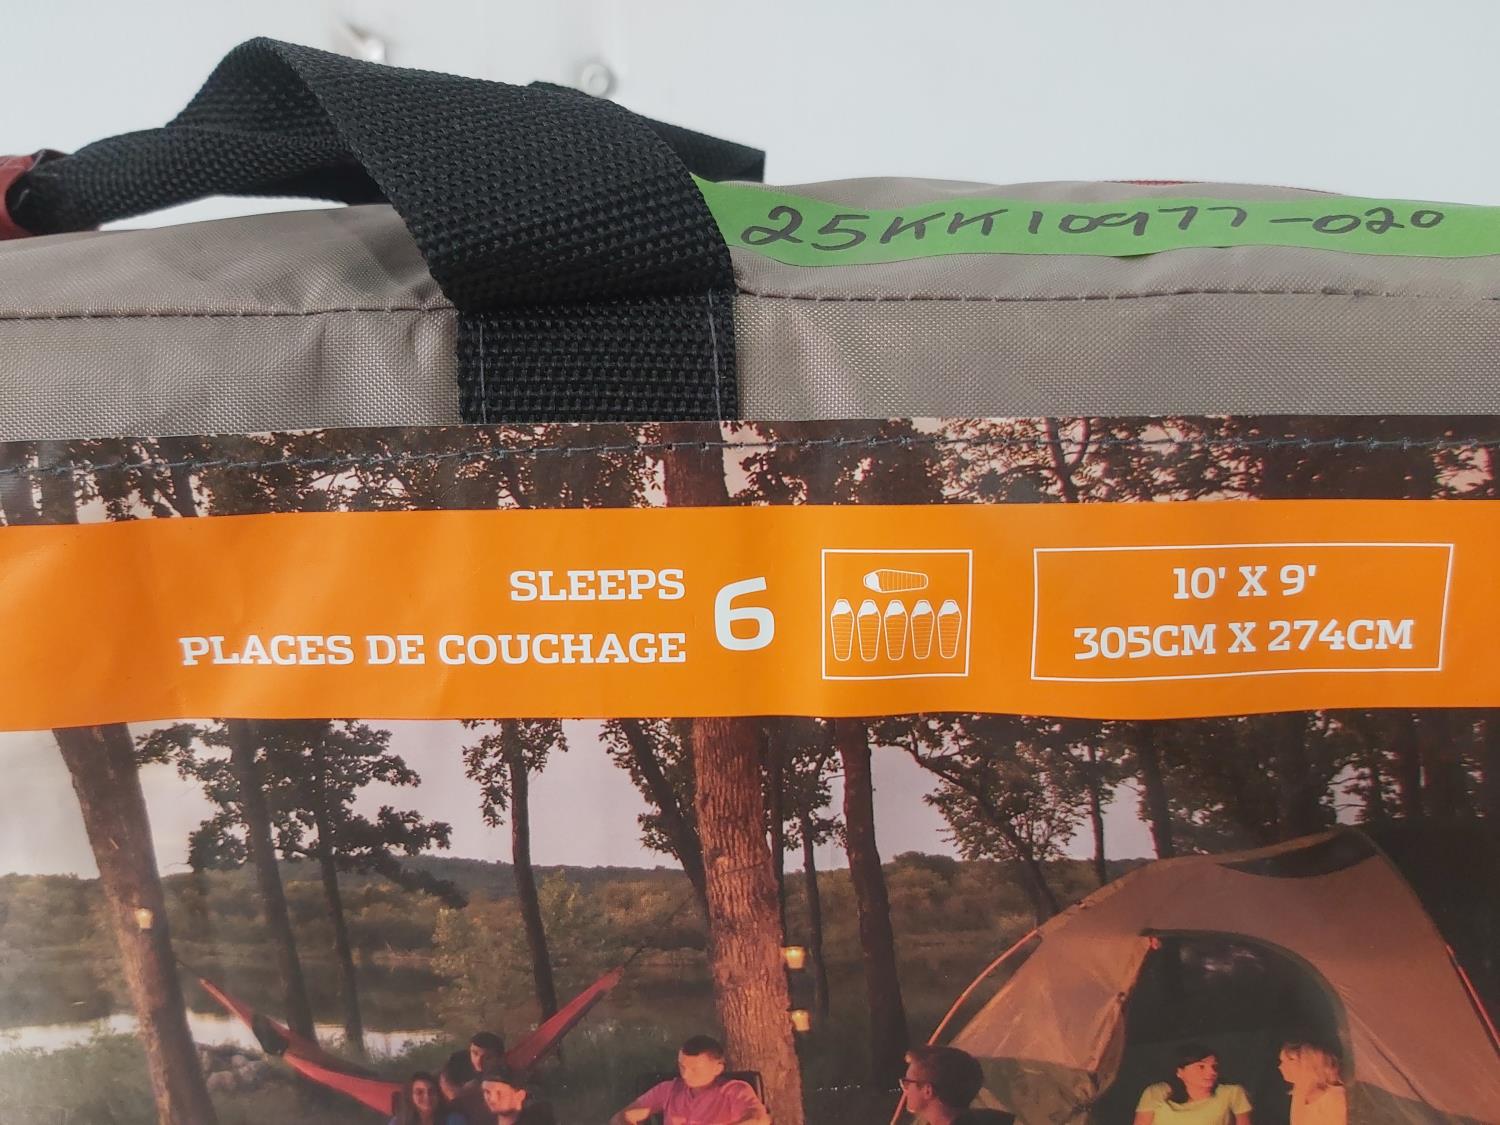 25KK10977-020
SLEEPS
PLACES DE COUCHAGE
6
10' X 9'
305CM X 274CM